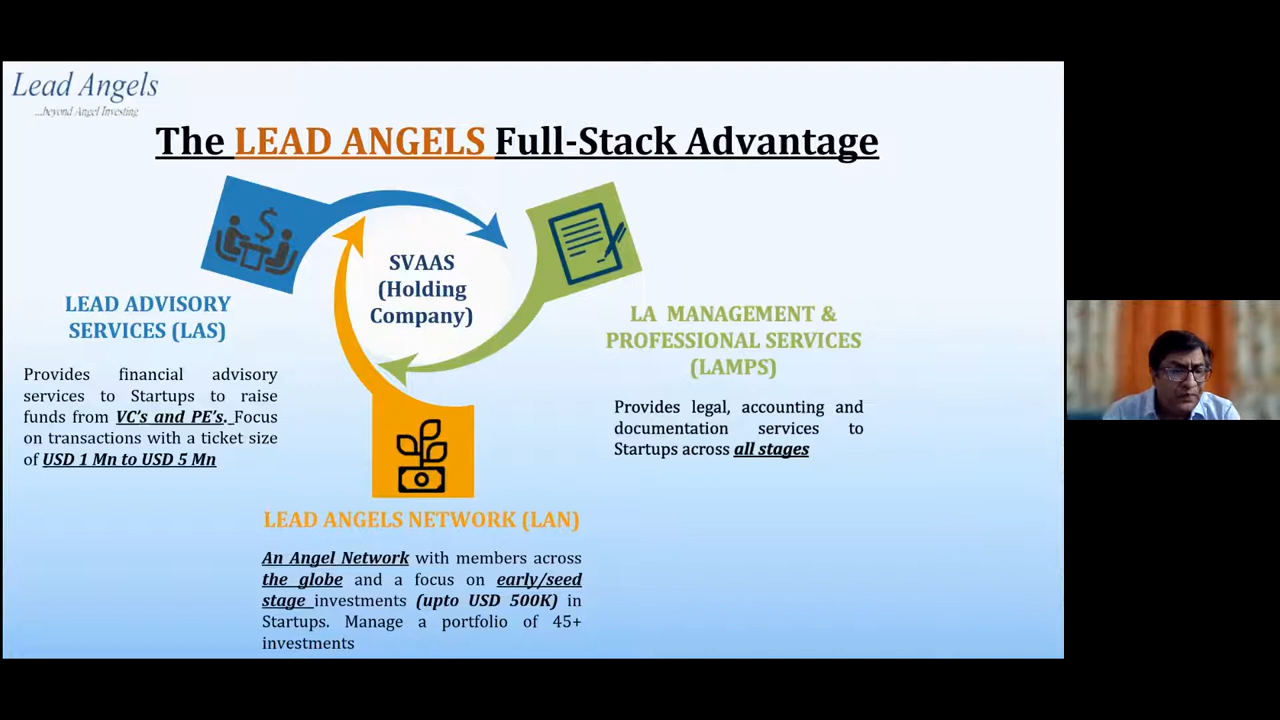 Lead Angels
...beyond Angel Investing
The LEAD ANGELS Full-Stack Advantage
SVAAS
(Holding
Company)
LEAD ADVISORY
SERVICES (LAS)
Provides financial advisory
services to Startups to raise
funds from VC's and PE's. Focus
on transactions with a ticket size
of USD 1 Mn to USD 5 Mn
LA MANAGEMENT &
PROFESSIONAL SERVICES
(LAMPS)
Provides legal, accounting and
documentation services to
Startups across all stages
LEAD ANGELS NETWORK (LAN)
An Angel Network with members across
the globe and a focus on early/seed
stage investments (upto USD 500K) in
Startups. Manage a portfolio of 45+
investments